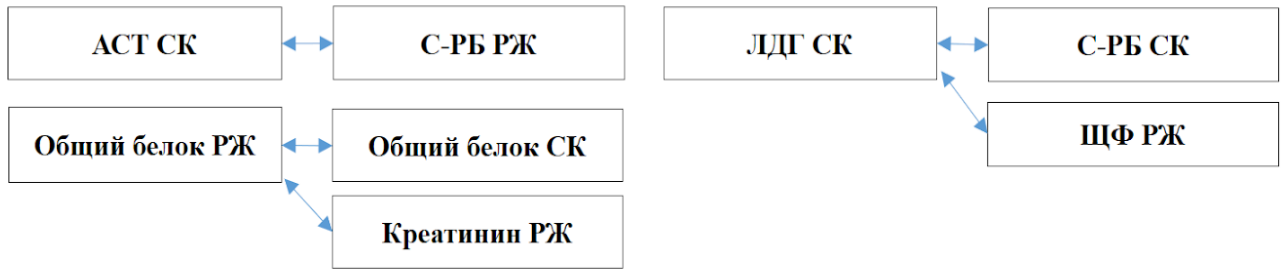 АСТ СК
С-РБ РЖ
ЛДГ СК
С-РБ СК
Общий белок РЖ
Общий белок СК
ЩФ РЖ
Креатинин РЖ